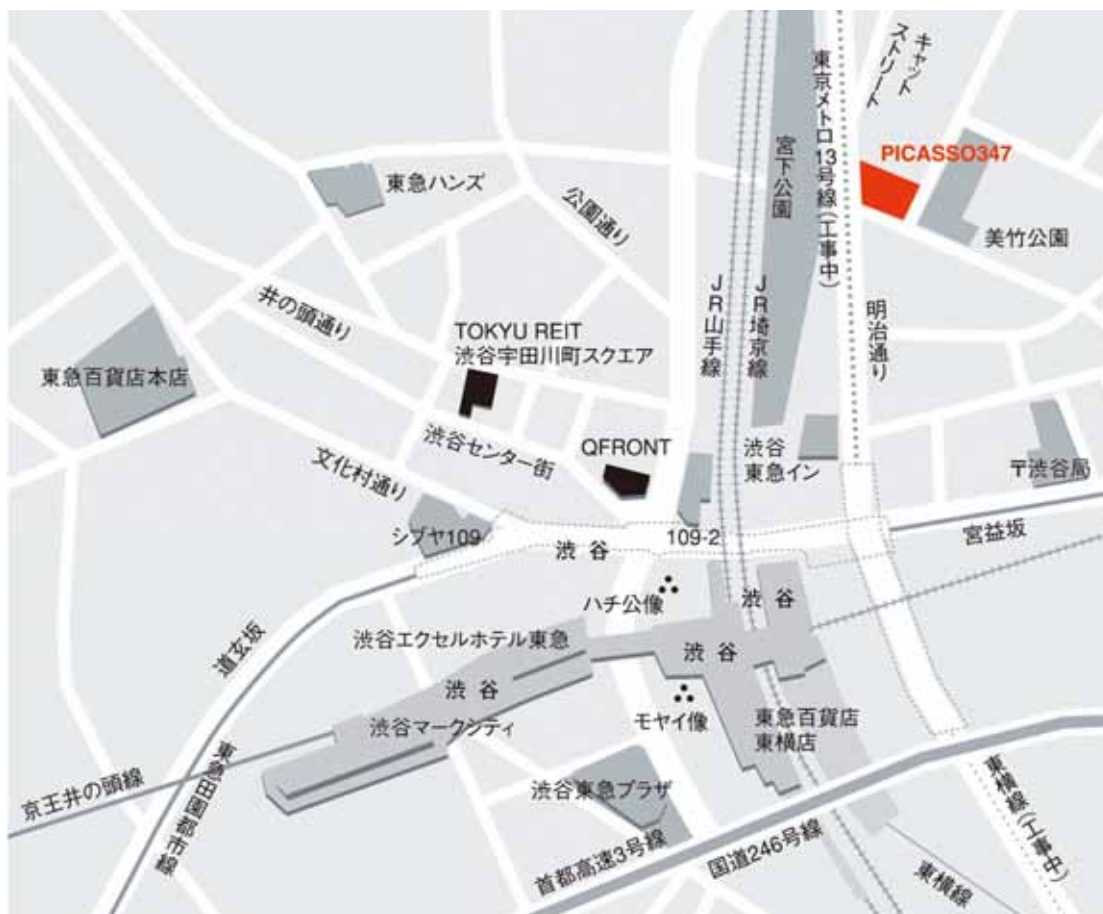 キャット
ストリート
東京メトロ13号線(工事中)
PICASSO347
宮下公園
東急ハンズ
公園通り
美竹公園
井の頭通り
JR山手線
JR埼京線
明治通り
TOKYU REIT
渋谷宇田川町スクエア
東急百貨店本店
渋谷センター街
QFRONT
渋谷
東急イン
〒渋谷局
文化村通り
シブヤ109
渋谷
109-2
宮益坂
ハチ公像
渋谷
道玄坂
渋谷エクセルホテル東急
渋谷
渋谷
渋谷マークシティ
モヤイ像
東急百貨店
東横店
京王井の頭線
東急田園都市線
渋谷東急プラザ
東横線(工事中)
首都高速3号線
国道246号線
東横線